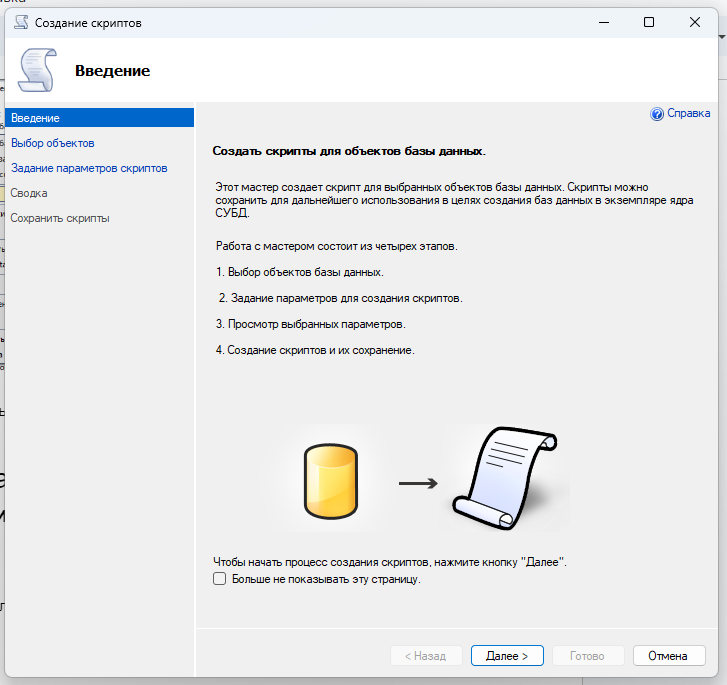 Создание скриптов
Введение
Введение
Выбор объектов
Задание параметров скриптов
Сводка
Сохранить скрипты
Справка
Создать скрипты для объектов базы данных.
Этот мастер создает скрипт для выбранных объектов базы данных. Скрипты можно
сохранить для дальнейшего использования в целях создания баз данных в экземпляре ядра
СУБД.
Работа с мастером состоит из четырех этапов.
1. Выбор объектов базы данных.
2. Задание параметров для создания скриптов.
3. Просмотр выбранных параметров.
4. Создание скриптов и их сохранение.
Чтобы начать процесс создания скриптов, нажмите кнопку "Далее".
Больше не показывать эту страницу.
< Назад
Далее >
Готово
Отмена